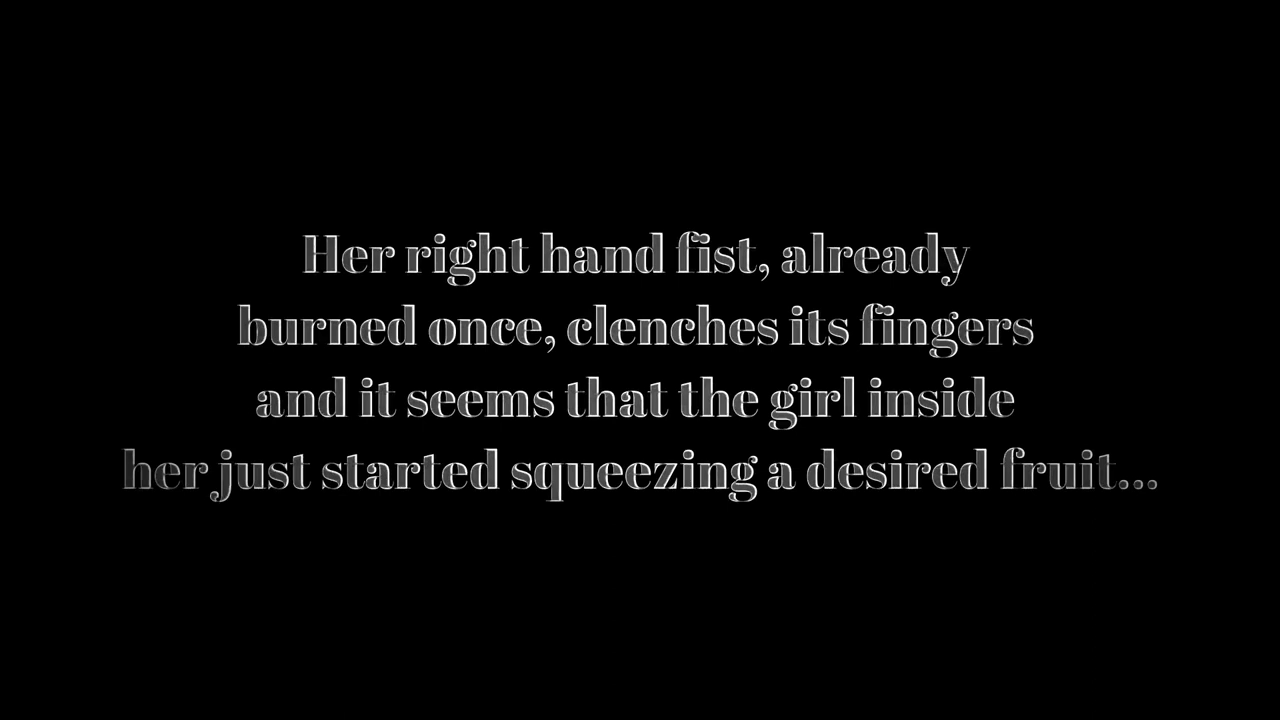 Her right hand fist, already
burned once, clenches its fingers
and it seems that the girl inside
her just started squeezing a desired fruit...